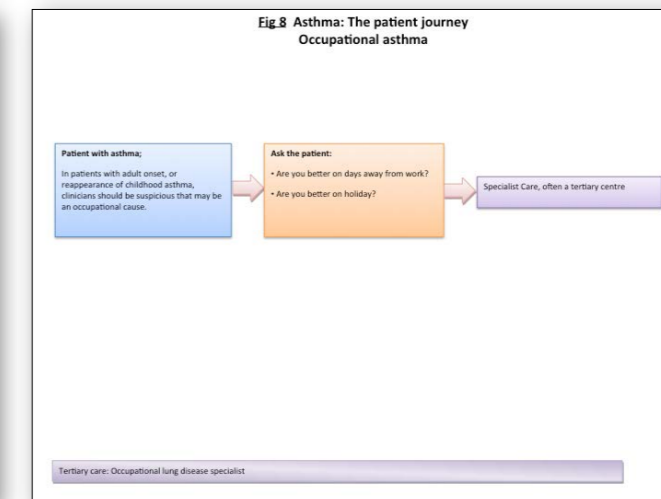 Fig 8 Asthma: The patient journey
Occupational asthma
Patient with asthma;
In patients with adult onset, or
reappearance of childhood asthma,
clinicians should be suspicious that may be
an occupational cause.
Ask the patient:
• Are you better on days away from work?
• Are you better on holiday?
Specialist Care, often a tertiary centre
Tertiary care: Occupational lung disease specialist